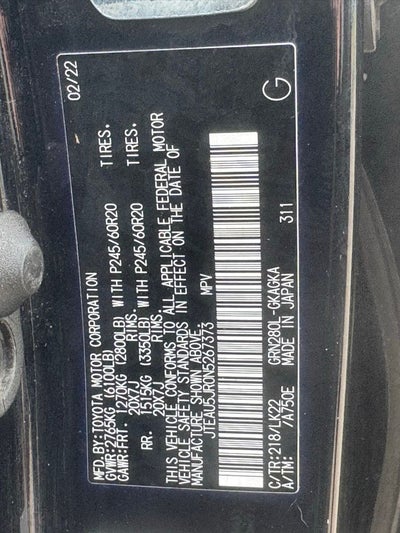 MFD.BY:TOYOTA MOTOR CORPORATION 02/22
GVWR:2765KG (6100LB)
GAWR:FRT. 1270KG (2800LB) WITH P245/60R20 TIRES.
20X7J RIMS.
RR. 1515KG (3350LB) WITH P245/60R20 TIRES.
20X7J RIMS.
THIS VEHICLE CONFORMS TO ALL APPLICABLE FEDERAL MOTOR
VEHICLE SAFETY STANDARDS IN EFFECT ON THE DATE OF
MANUFACTURE SHOWN ABOVE.
JTEAU5JR0N5267373 MPV
C/TR:218/LK22 GRN280L-GKAGKA
A/TM: /A750E MADE IN JAPAN
311
G